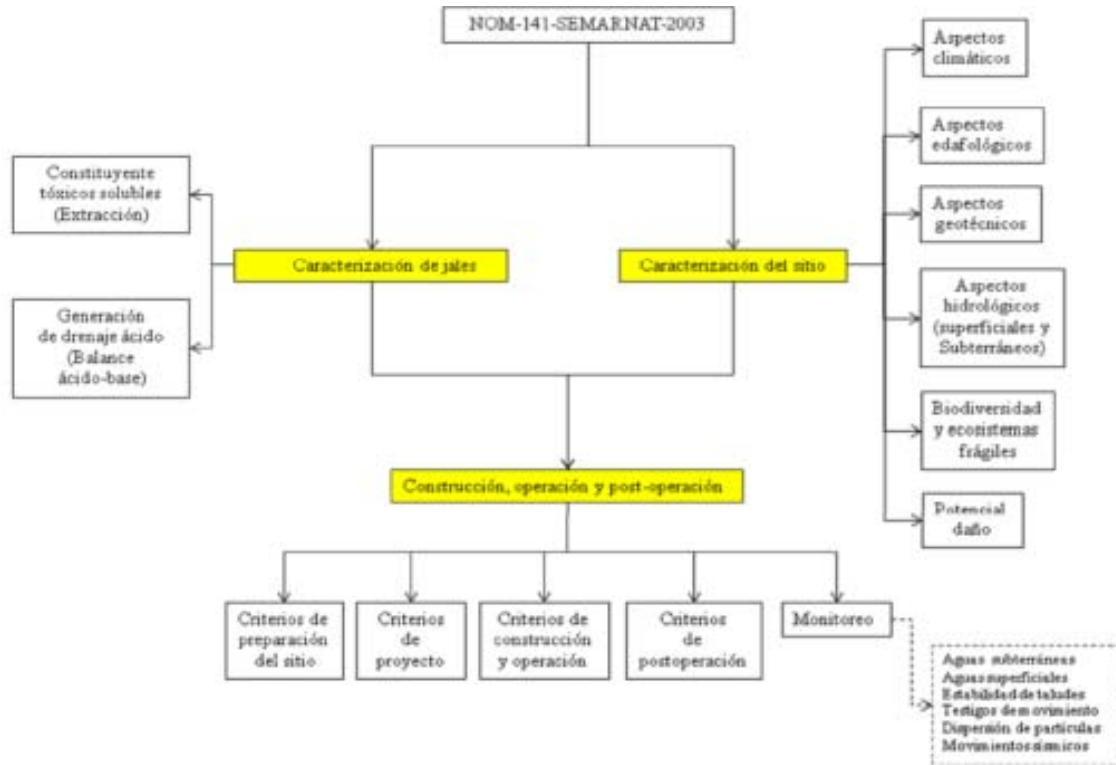 NOM-141-SEMARNAT-2003
Aspectos
climáticos
Aspectos
edafológicos
Constituyente
tóxicos solubles
(Extracción)
Aspectos
geotécnicos
Caracterización de jales
Caracterización del sitio
Aspectos
hidrológicos
(superficiales y
Subterráneos)
Generación
de drenaje ácido
(Balance
ácido-base)
Biodiversidad
y ecosistemas
frágiles
Construcción, operación y post-operación
Potencial
daño
Criterios de
preparación
del sitio
Criterios
de
proyecto
Criterios de
construcción
y operación
Criterios
de
postoperación
Monitoreo
Aguas subterráneas
Aguas superficiales
Estabilidad de taludes
Testigos de movimiento
Dispersión de partículas
Movimientos sísmicos